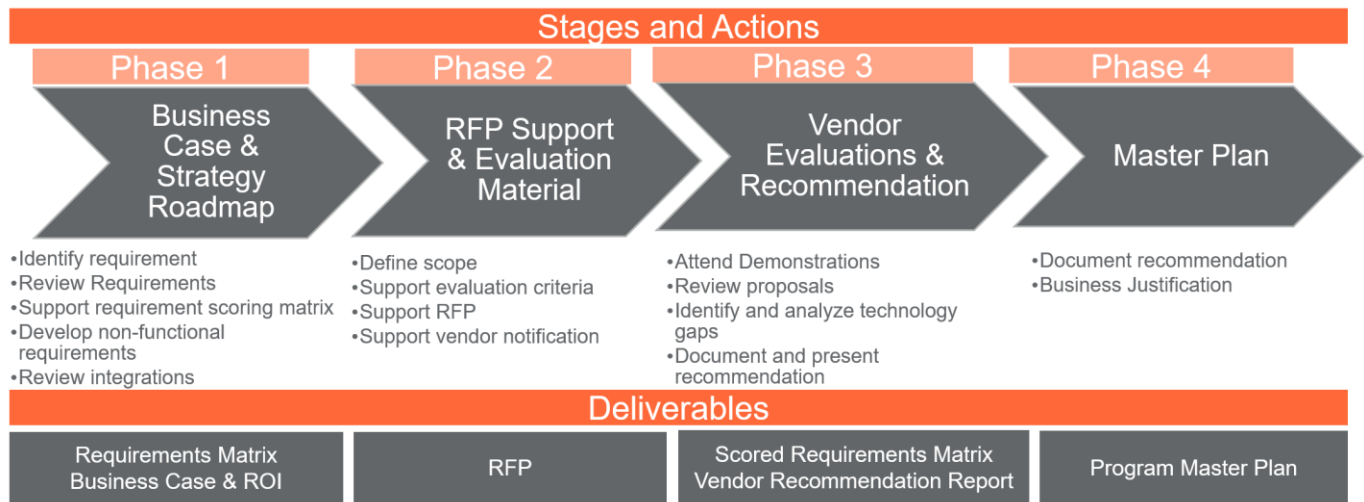 Stages and Actions
Phase 1
Business
Case &
Strategy
Roadmap
•Identify requirement
•Review Requirements
•Support requirement scoring matrix
•Develop non-functional
requirements
•Review integrations
Phase 2
RFP Support
& Evaluation
Material
•Define scope
•Support evaluation criteria
•Support RFP
•Support vendor notification
Phase 3
Vendor
Evaluations &
Recommendation
•Attend Demonstrations
•Review proposals
•Identify and analyze technology
gaps
•Document and present
recommendation
Phase 4
Master Plan
•Document recommendation
•Business Justification
Deliverables
Requirements Matrix
Business Case & ROI
RFP
Scored Requirements Matrix
Vendor Recommendation Report
Program Master Plan